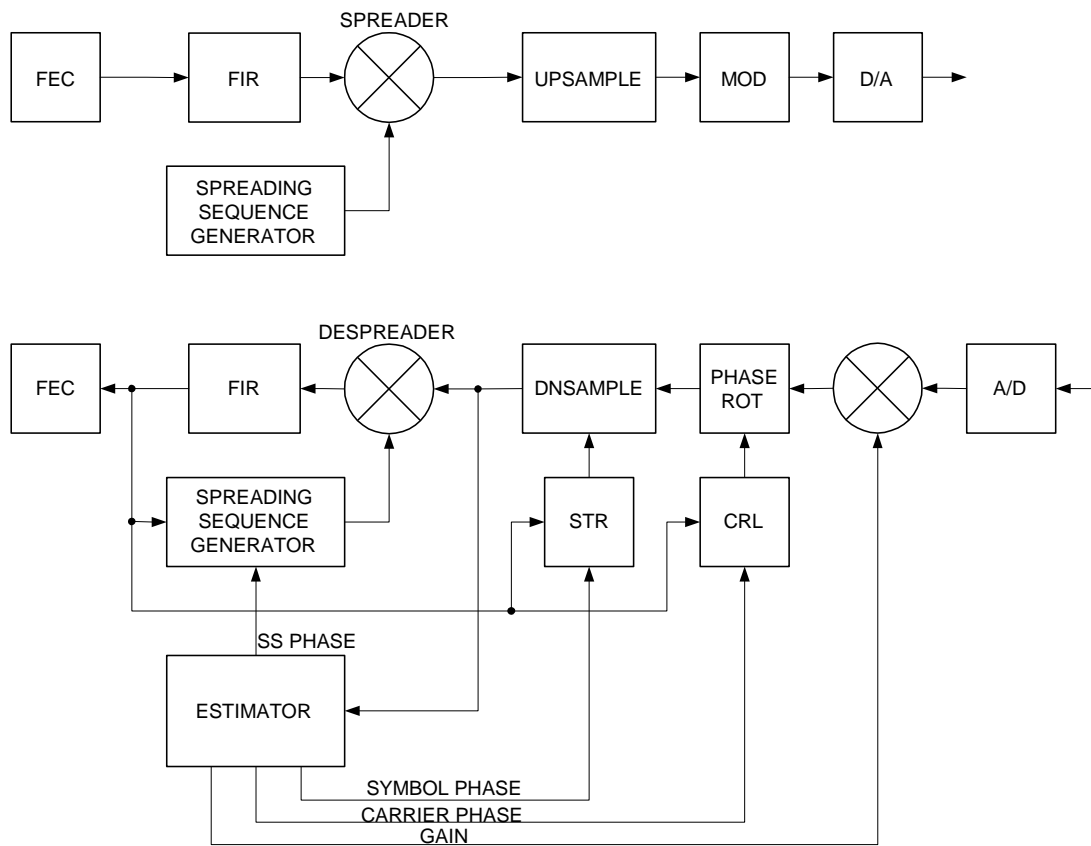 SPREADER
FEC
FIR
UPSAMPLE
MOD
D/A
SPREADING
SEQUENCE
GENERATOR
DESPREADER
FEC
FIR
DNSAMPLE
PHASE
ROT
A/D
SPREADING
SEQUENCE
GENERATOR
STR
CRL
SS PHASE
ESTIMATOR
SYMBOL PHASE
CARRIER PHASE
GAIN